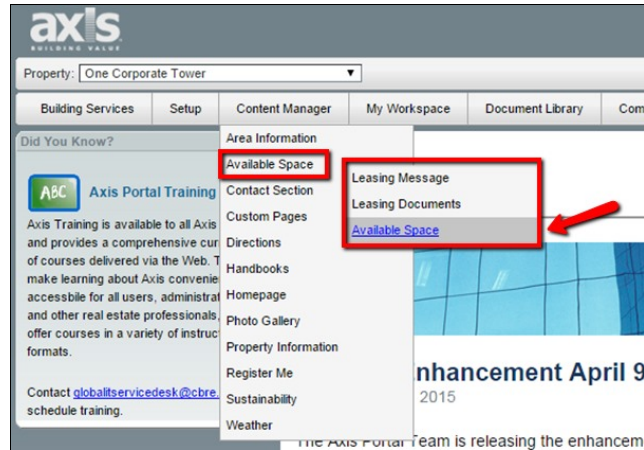 axis
BUILDING VALUE
Property: One Corporate Tower
Building Services Setup Content Manager My Workspace Document Library Com
Did You Know?
ABC Axis Portal Training
Axis Training is available to all Axis
and provides a comprehensive cur
of courses delivered via the Web. T
make learning about Axis convenie
accessbile for all users, administrat
and other real estate professionals,
offer courses in a variety of instruc
formats.
Contact globalitservicedesk@cbre.
schedule training.
Area Information
Available Space
Contact Section
Custom Pages
Directions
Handbooks
Homepage
Photo Gallery
Property Information
Register Me
Sustainability
Weather
Leasing Message
Leasing Documents
Available Space
nhancement April 9
2015
The Axis Portal Team is releasing the enhancem